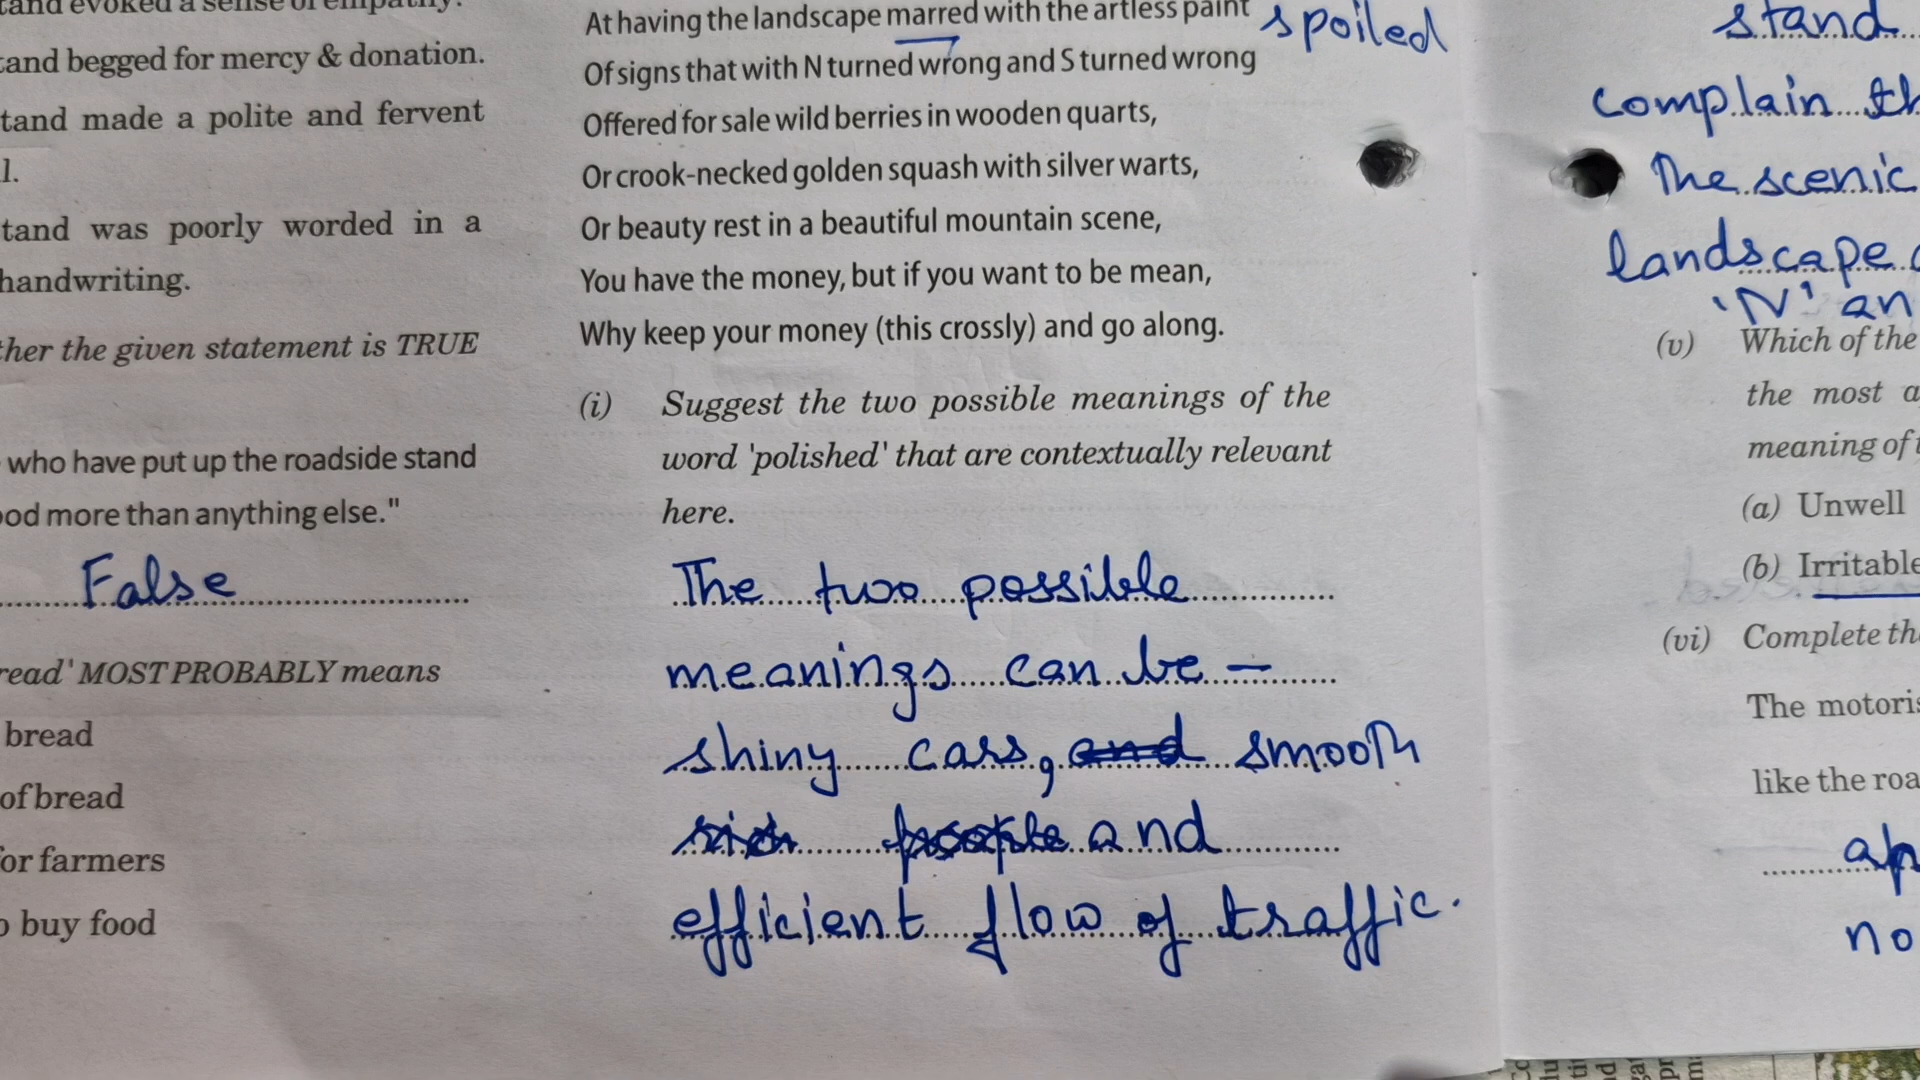 tand evoked a sense of empathy.
tand begged for mercy & donation.
tand made a polite and fervent
l.
tand was poorly worded in a
handwriting.
ther the given statement is TRUE
who have put up the roadside stand
ood more than anything else."
False
read' MOST PROBABLY means
bread
of bread
for farmers
o buy food
At having the landscape marred with the artless paint spoiled
Of signs that with N turned wrong and S turned wrong
Offered for sale wild berries in wooden quarts,
Or crook-necked golden squash with silver warts,
Or beauty rest in a beautiful mountain scene,
You have the money, but if you want to be mean,
Why keep your money (this crossly) and go along.
(i) Suggest the two possible meanings of the
word 'polished' that are contextually relevant
here.
The two possible
meanings can be –
shiny cars, and smooth
and
efficient flow of traffic.
stand
complain th
The scenic
landscape
'N' an
(v) Which of the
the most a
meaning of
(a) Unwell
(b) Irritable
(vi) Complete th
The motoris
like the roa
ap
no